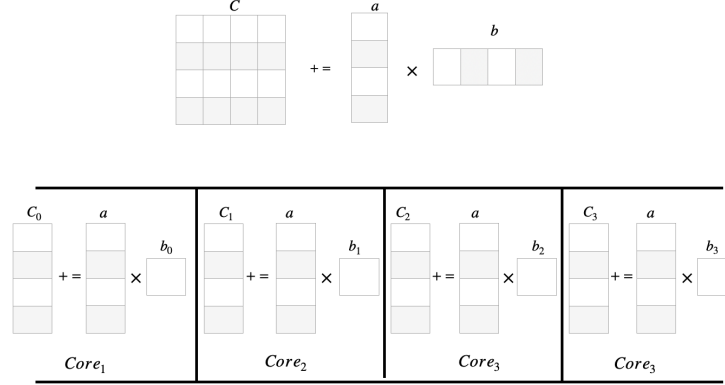 C a
b
+= ×
C₀ a C₁ a C₂ a C₃ a
b₀ b₁ b₂ b₃
+= × += × += × += ×
Core₁ Core₂ Core₃ Core₃